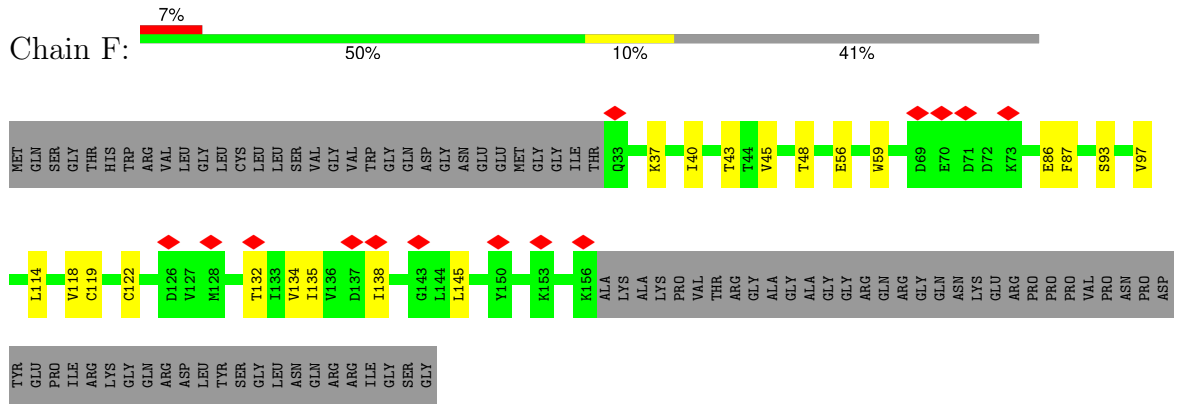 7%
Chain F:
50% 10% 41%
MET GLN SER GLY THR HIS TRP ARG VAL LEU GLY LEU CYS LEU LEU SER VAL GLY VAL TRP GLY GLN ASP GLY ASN GLU GLU MET GLY GLY ILE THR Q33 K37 I40 T43 T44 V45 T48 E56 W59 D69 E70 D71 D72 K73 E86 F87 S93 V97
L114 V118 C119 C122 D126 V127 M128 T132 I133 V134 I135 V136 D137 I138 G143 L144 L145 Y150 K153 K156 ALA LYS ALA LYS PRO VAL THR ARG GLY ALA GLY ALA GLY GLY ARG GLN ARG GLY GLN ASN LYS GLU ARG PRO PRO PRO VAL PRO ASN PRO ASP
TYR GLU PRO ILE ARG LYS GLY GLN ARG ASP LEU TYR SER GLY LEU ASN GLN ARG ARG ILE GLY SER GLY